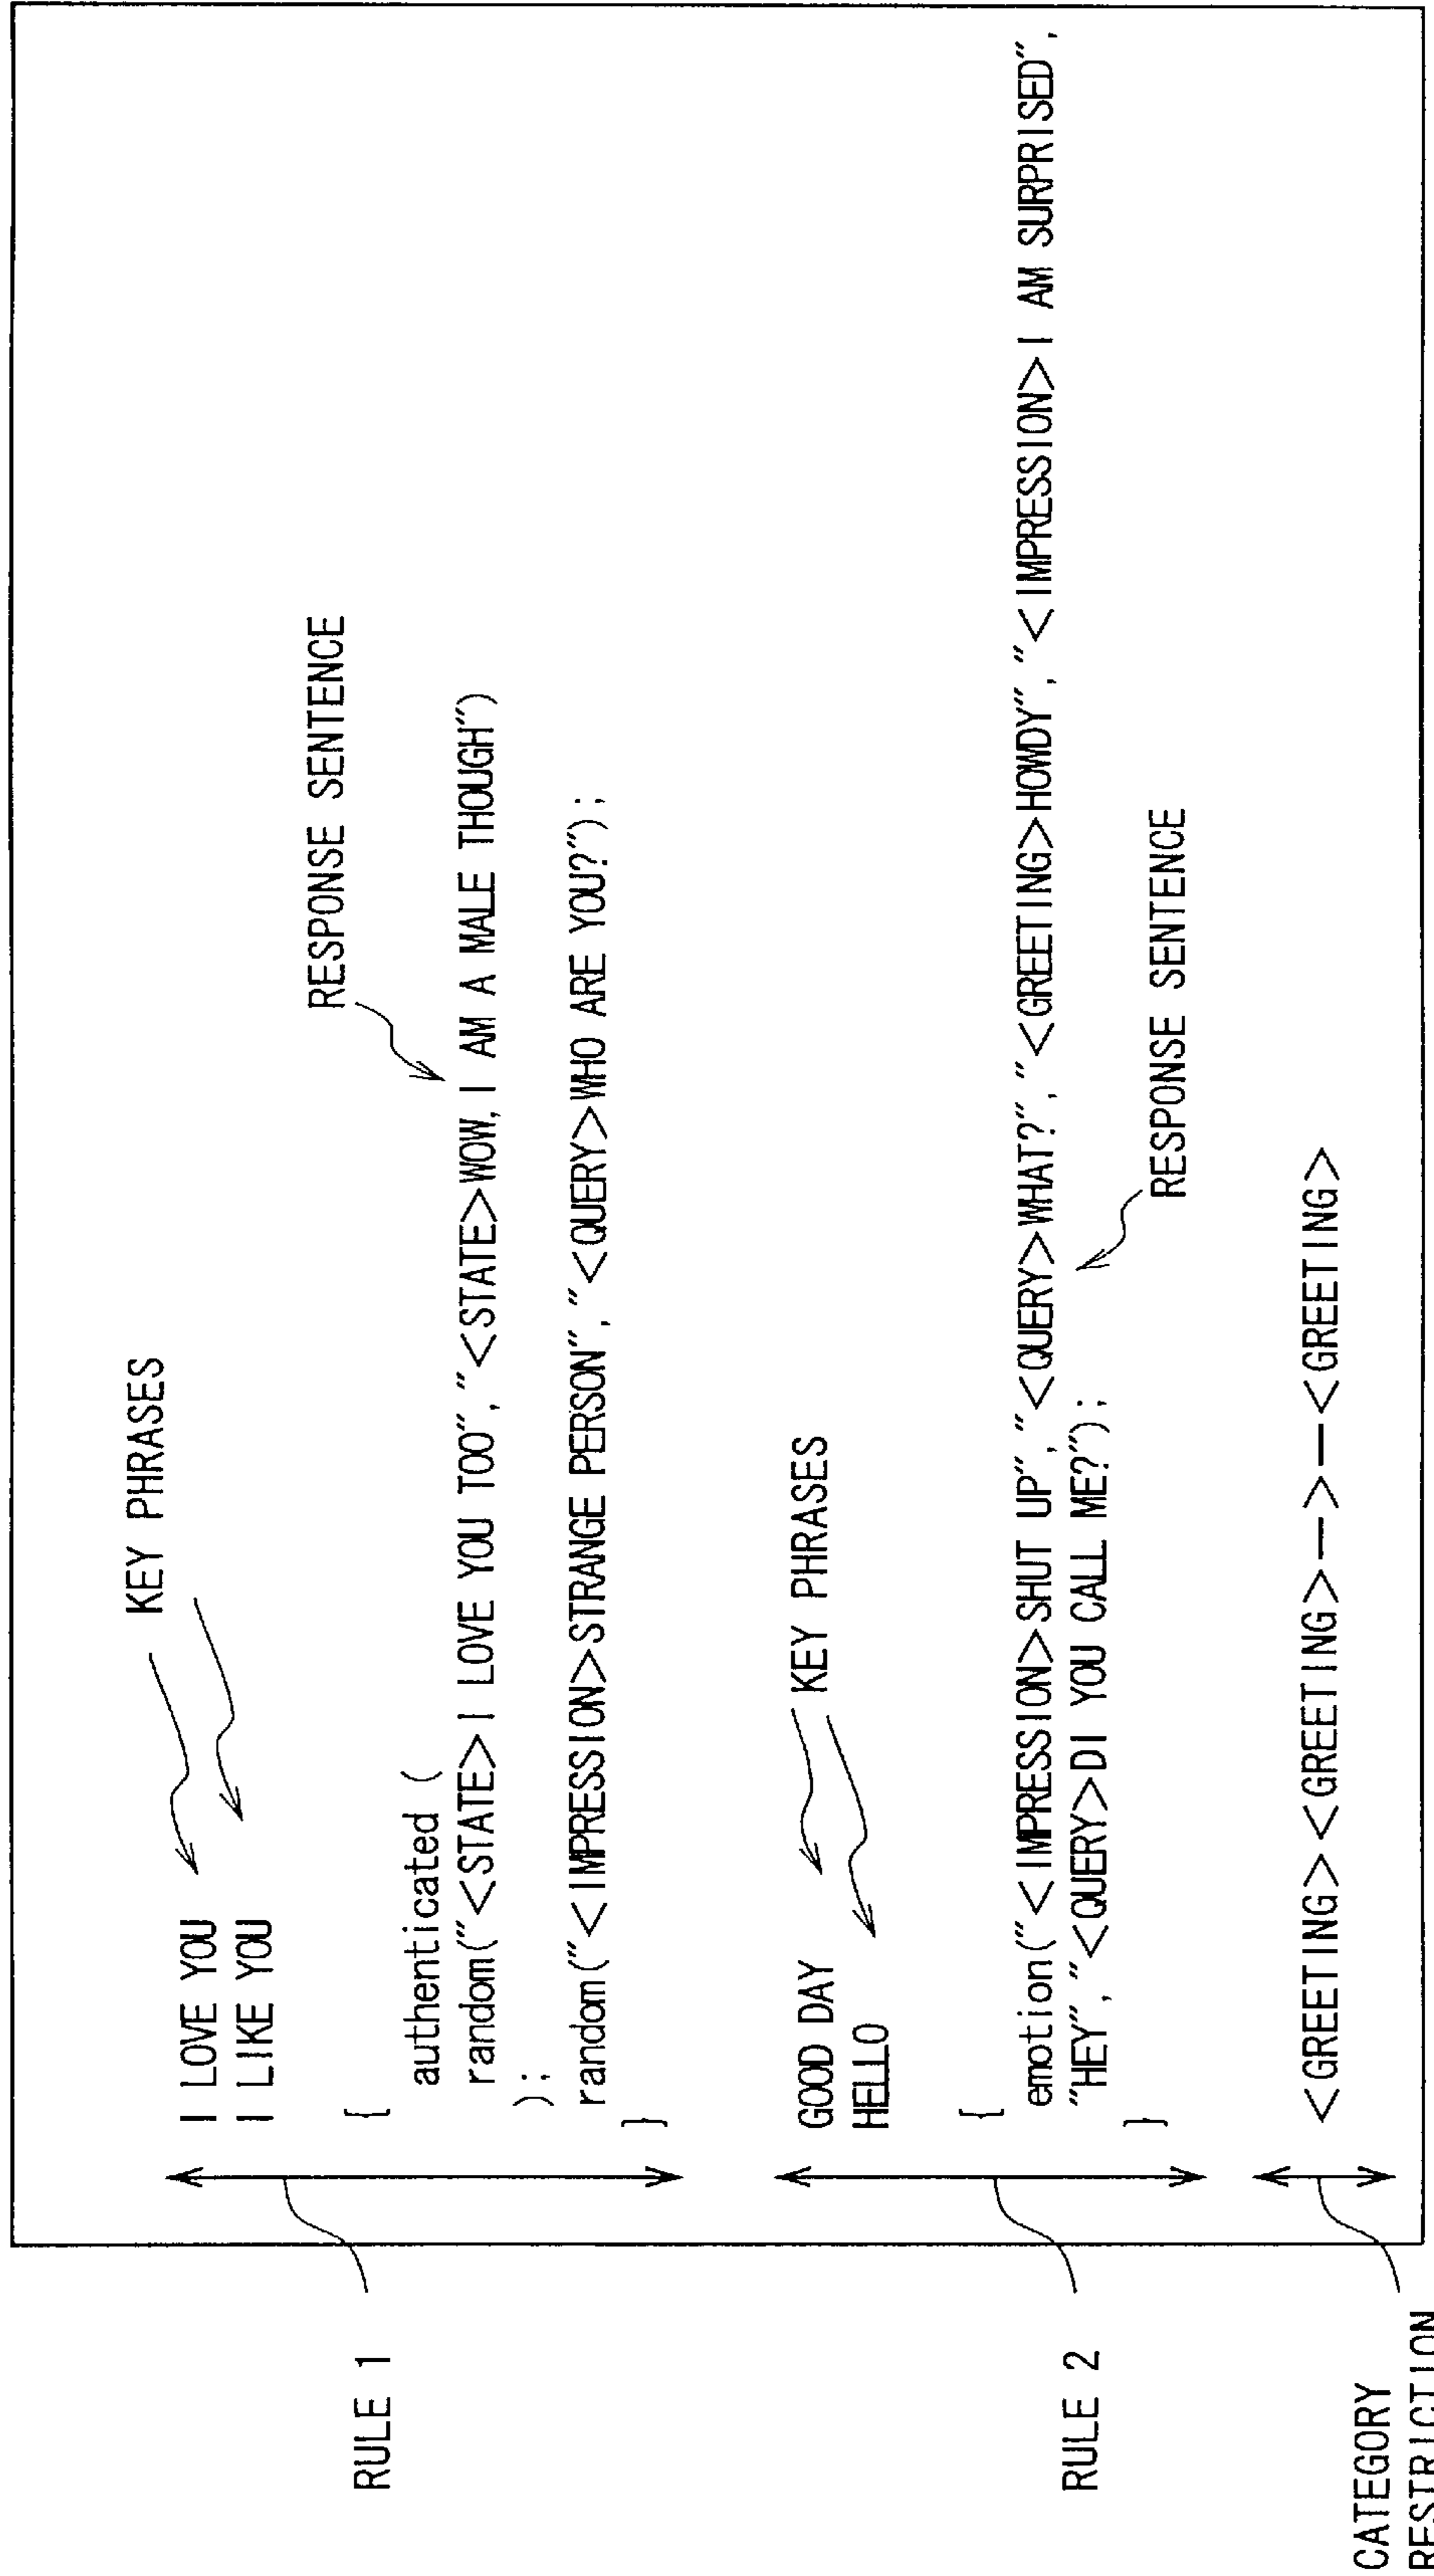 KEY PHRASES
I LOVE YOU
I LIKE YOU
RESPONSE SENTENCE
RULE 1
{
authenticated (
random("<STATE>I LOVE YOU TOO","<STATE>WOW, I AM A MALE THOUGH")
);
random("<IMPRESSION>STRANGE PERSON","<QUERY>WHO ARE YOU?");
}
KEY PHRASES
GOOD DAY
HELLO
RULE 2
{
emotion("<IMPRESSION>SHUT UP","<QUERY>WHAT?","<GREETING>HOWDY","<IMPRESSION>I AM SURPRISED",
"HEY","<QUERY>DI YOU CALL ME?");
}
RESPONSE SENTENCE
<GREETING><GREETING>—>—<GREETING>
CATEGORY
RESTRICTION